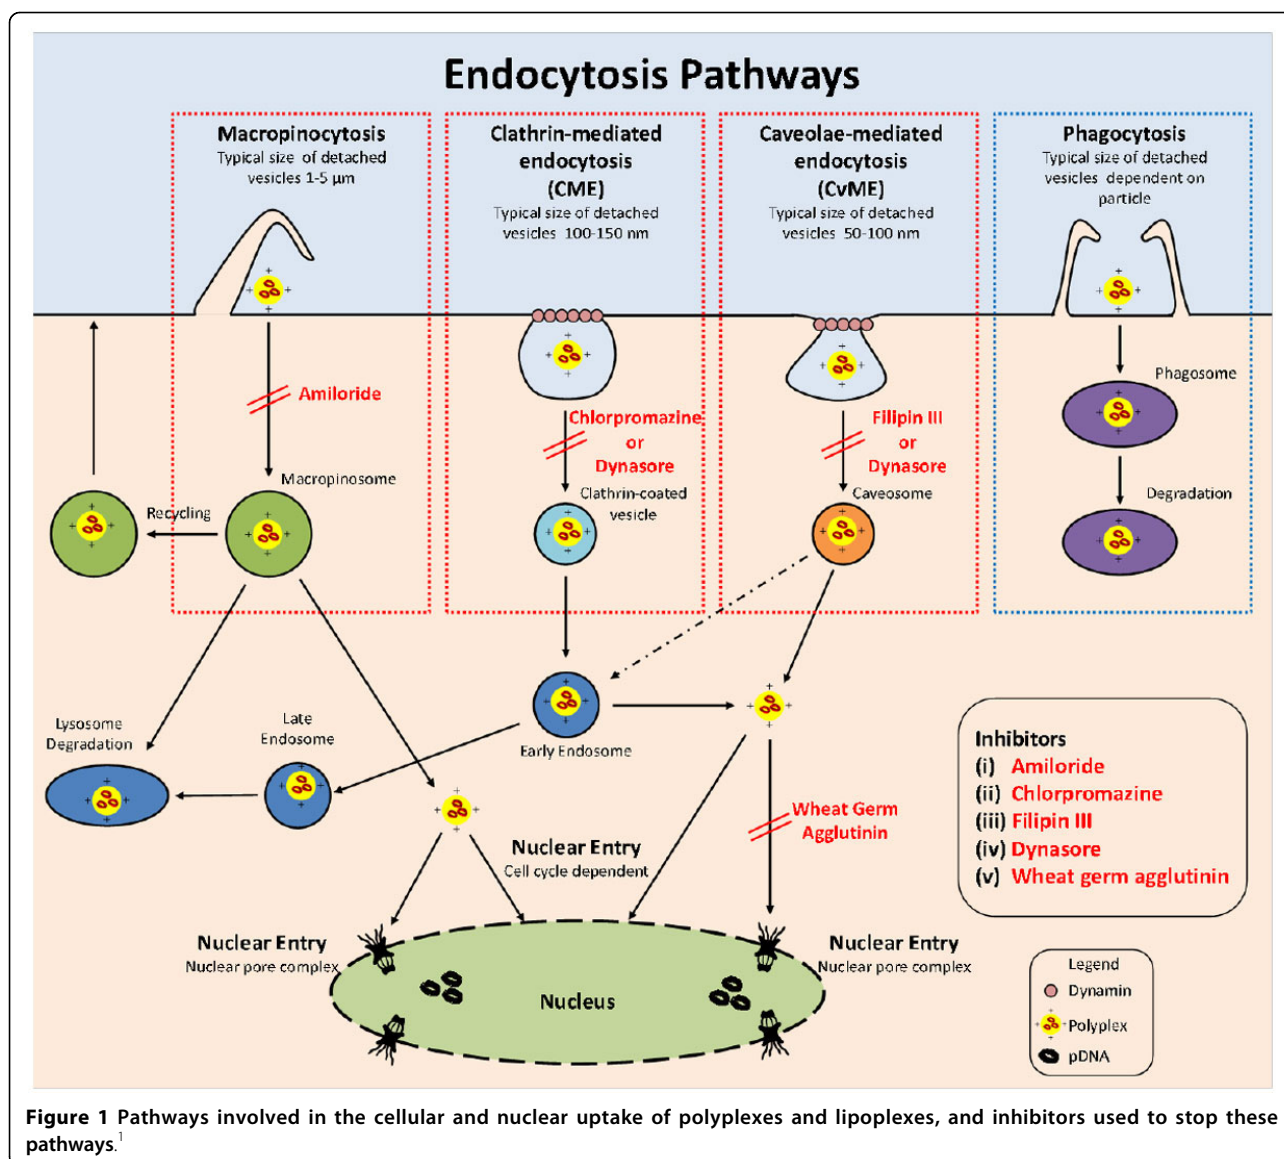 Endocytosis Pathways
Macropinocytosis
Typical size of detached
vesicles 1-5 µm
Clathrin-mediated
endocytosis
(CME)
Typical size of detached
vesicles 100-150 nm
Caveolae-mediated
endocytosis
(CvME)
Typical size of detached
vesicles 50-100 nm
Phagocytosis
Typical size of detached
vesicles dependent on
particle
Amiloride
Chlorpromazine
or
Dynasore
Filipin III
or
Dynasore
Phagosome
Macropinosome
Recycling
Clathrin-coated
vesicle
Caveosome
Degradation
Lysosome
Degradation
Late
Endosome
Early Endosome
Wheat Germ
Agglutinin
Nuclear Entry
Cell cycle dependent
Nuclear Entry
Nuclear pore complex
Nuclear Entry
Nuclear pore complex
Nucleus
Inhibitors
(i) Amiloride
(ii) Chlorpromazine
(iii) Filipin III
(iv) Dynasore
(v) Wheat germ agglutinin
Legend
Dynamin
Polyplex
pDNA
Figure 1 Pathways involved in the cellular and nuclear uptake of polyplexes and lipoplexes, and inhibitors used to stop these
pathways.1